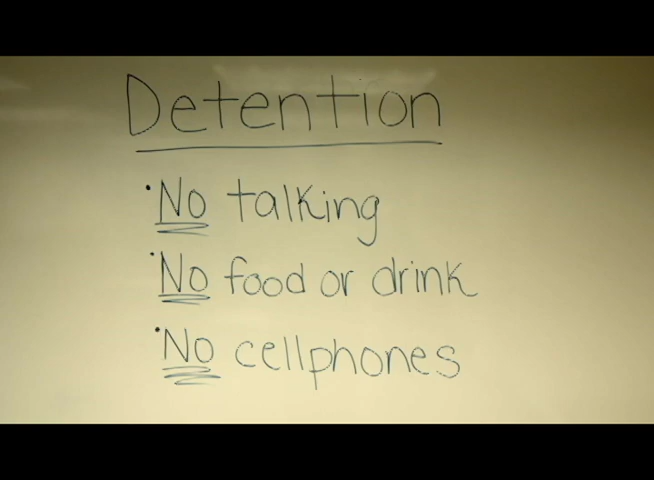 Detention
• No talking
• No food or drink
• No cellphones